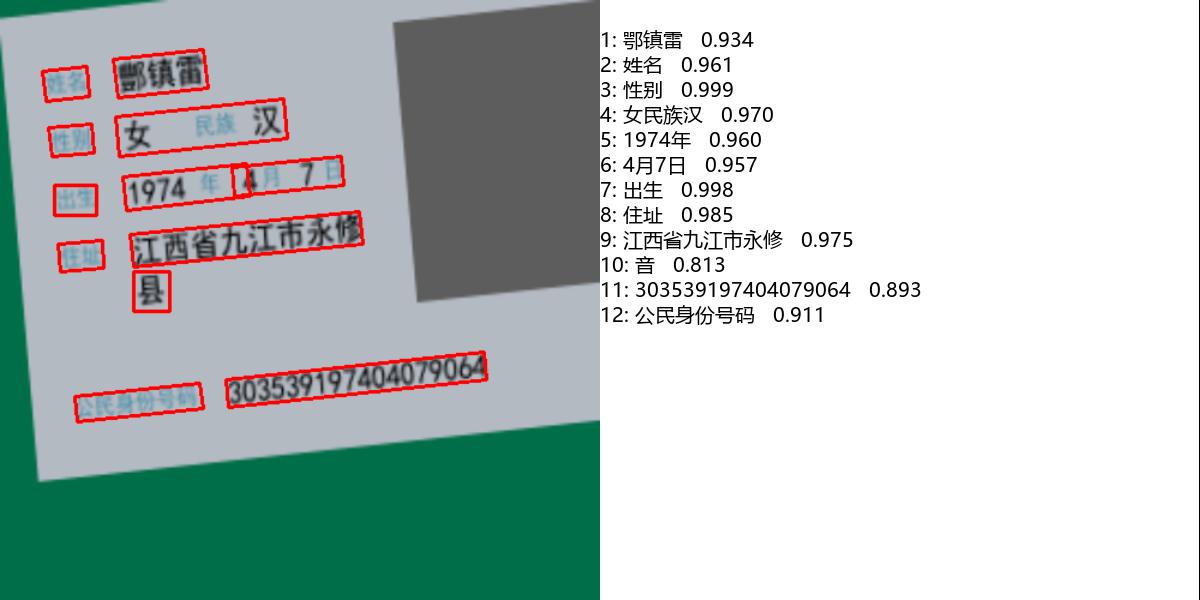 姓名 酆镇雷
性别 女 民族 汉
出生 1974 年 4 月 7 日
住址 江西省九江市永修
县
公民身份号码 303539197404079064
1: 鄂镇雷 0.934
2: 姓名 0.961
3: 性别 0.999
4: 女民族汉 0.970
5: 1974年 0.960
6: 4月7日 0.957
7: 出生 0.998
8: 住址 0.985
9: 江西省九江市永修 0.975
10: 音 0.813
11: 303539197404079064 0.893
12: 公民身份号码 0.911